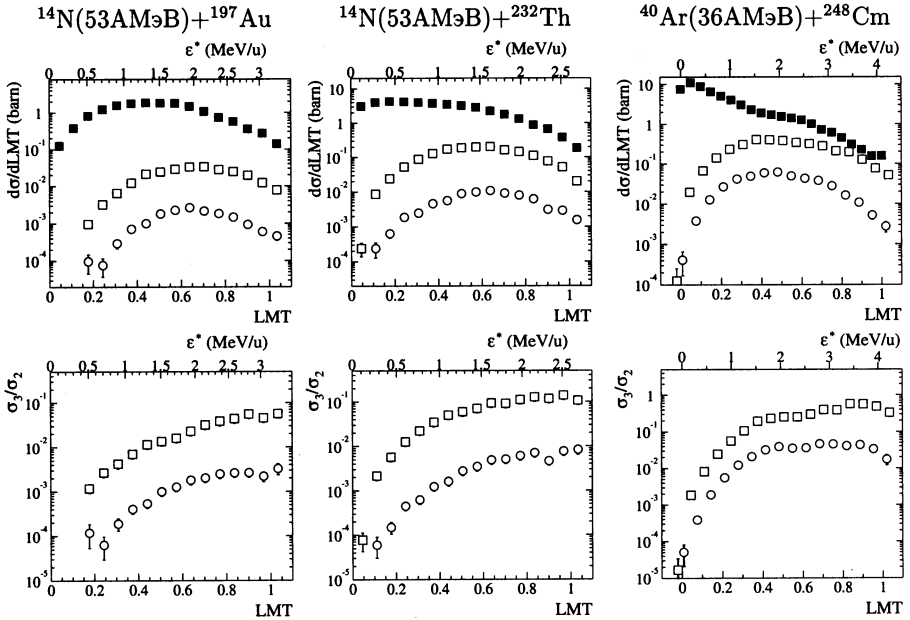 ¹⁴N(53AMэB)+¹⁹⁷Au
¹⁴N(53AMэB)+²³²Th
⁴⁰Ar(36AMэB)+²⁴⁸Cm
ε* (MeV/u)
0 0.5 1 1.5 2 2.5 3
dσ/dLMT (barn)
1
10⁻¹
10⁻²
10⁻³
10⁻⁴
0 0.2 0.4 0.6 0.8 1
LMT
ε* (MeV/u)
0 0.5 1 1.5 2 2.5
dσ/dLMT (barn)
1
10⁻¹
10⁻²
10⁻³
10⁻⁴
0 0.2 0.4 0.6 0.8 1
LMT
ε* (MeV/u)
0 1 2 3 4
dσ/dLMT (barn)
10
1
10⁻¹
10⁻²
10⁻³
10⁻⁴
0 0.2 0.4 0.6 0.8 1
LMT
ε* (MeV/u)
0 0.5 1 1.5 2 2.5 3
σ₃/σ₂
10⁻¹
10⁻²
10⁻³
10⁻⁴
10⁻⁵
0 0.2 0.4 0.6 0.8 1
LMT
ε* (MeV/u)
0 0.5 1 1.5 2 2.5
σ₃/σ₂
10⁻¹
10⁻²
10⁻³
10⁻⁴
10⁻⁵
0 0.2 0.4 0.6 0.8 1
LMT
ε* (MeV/u)
0 1 2 3 4
σ₃/σ₂
1
10⁻¹
10⁻²
10⁻³
10⁻⁴
10⁻⁵
0 0.2 0.4 0.6 0.8 1
LMT